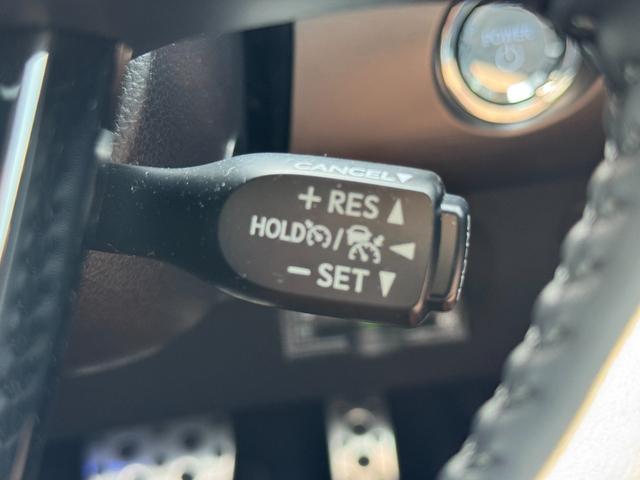 POWER
CANCEL▼
+ RES ▲
HOLD / ◀
− SET ▼